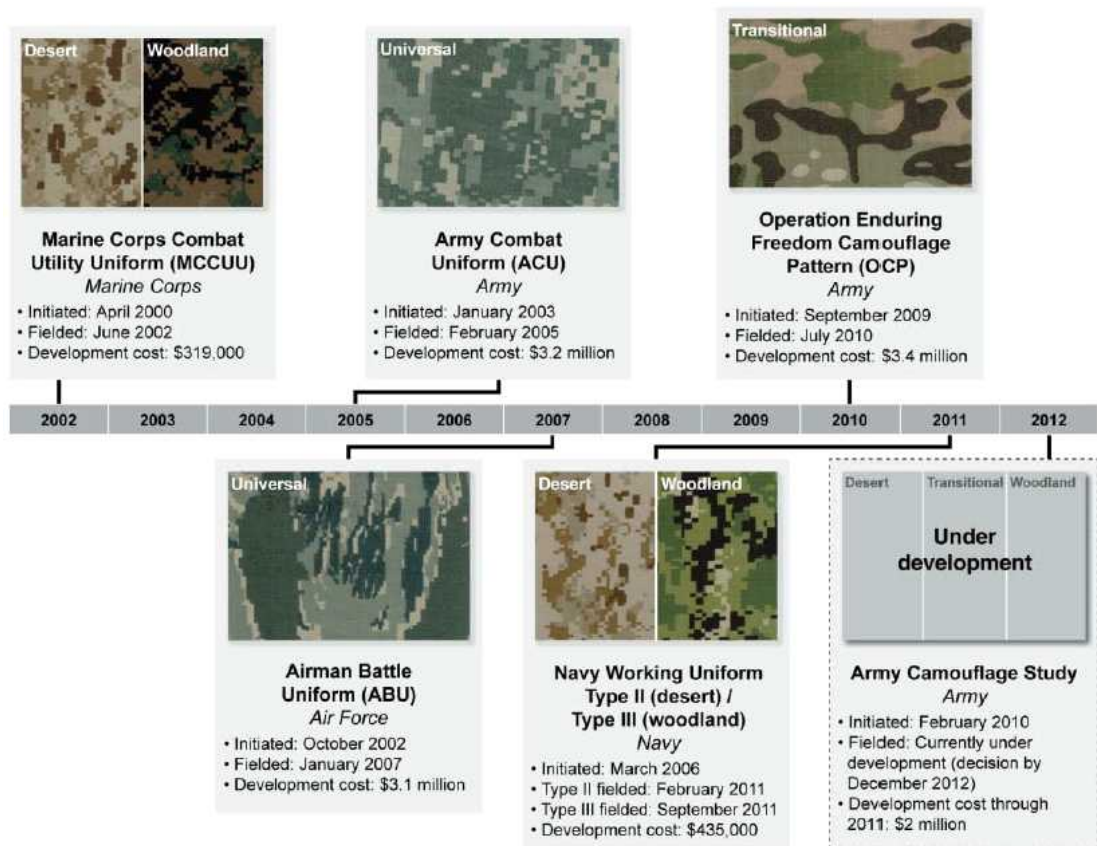 Desert
Woodland
Marine Corps Combat
Utility Uniform (MCCUU)
Marine Corps
• Initiated: April 2000
• Fielded: June 2002
• Development cost: $319,000
Universal
Army Combat
Uniform (ACU)
Army
• Initiated: January 2003
• Fielded: February 2005
• Development cost: $3.2 million
Transitional
Operation Enduring
Freedom Camouflage
Pattern (OCP)
Army
• Initiated: September 2009
• Fielded: July 2010
• Development cost: $3.4 million
2002 2003 2004 2005 2006 2007 2008 2009 2010 2011 2012
Universal
Airman Battle
Uniform (ABU)
Air Force
• Initiated: October 2002
• Fielded: January 2007
• Development cost: $3.1 million
Desert
Woodland
Navy Working Uniform
Type II (desert) /
Type III (woodland)
Navy
• Initiated: March 2006
• Type II fielded: February 2011
• Type III fielded: September 2011
• Development cost: $435,000
Desert
Transitional
Woodland
Under
development
Army Camouflage Study
Army
• Initiated: February 2010
• Fielded: Currently under
development (decision by
December 2012)
• Development cost through
2011: $2 million